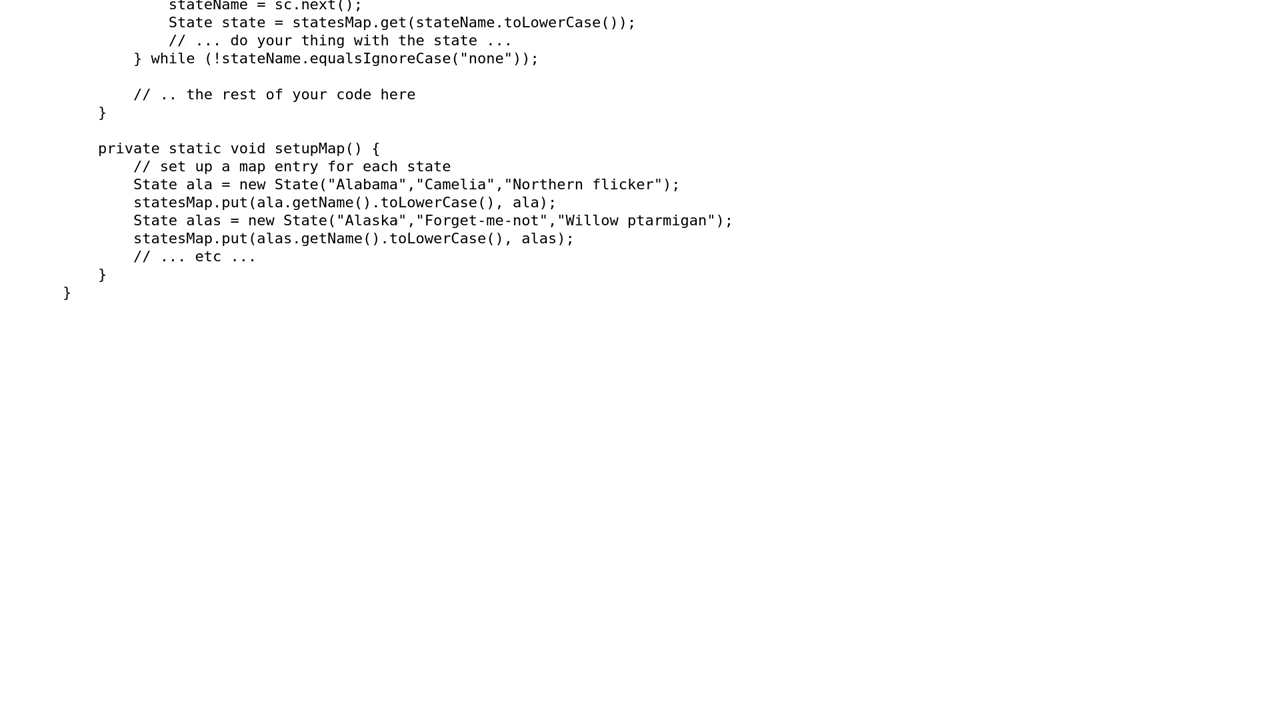 stateName = sc.next();
State state = statesMap.get(stateName.toLowerCase());
// ... do your thing with the state ...
} while (!stateName.equalsIgnoreCase("none"));
// .. the rest of your code here
}
private static void setupMap() {
// set up a map entry for each state
State ala = new State("Alabama","Camelia","Northern flicker");
statesMap.put(ala.getName().toLowerCase(), ala);
State alas = new State("Alaska","Forget-me-not","Willow ptarmigan");
statesMap.put(alas.getName().toLowerCase(), alas);
// ... etc ...
}
}